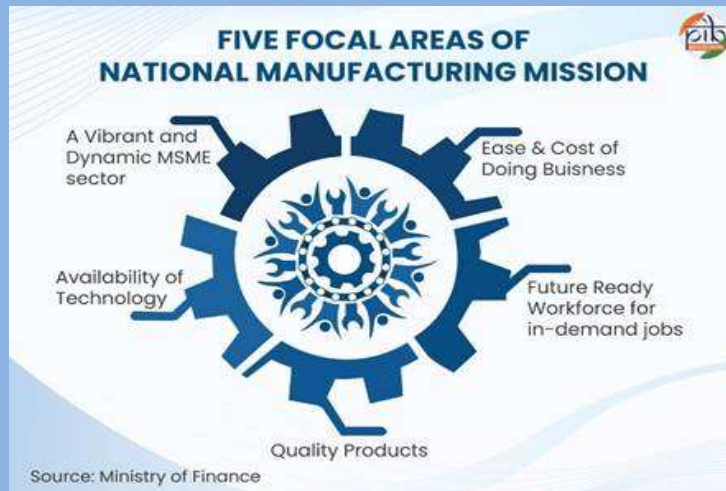 FIVE FOCAL AREAS OF
NATIONAL MANUFACTURING MISSION
pib
A Vibrant and
Dynamic MSME
sector
Ease & Cost of
Doing Buisness
Availability of
Technology
Future Ready
Workforce for
in-demand jobs
Quality Products
Source: Ministry of Finance